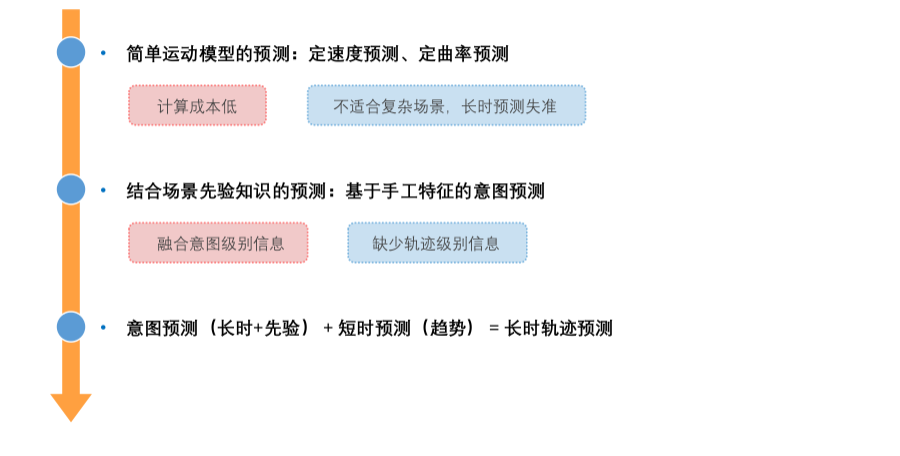 • 简单运动模型的预测：定速度预测、定曲率预测
计算成本低
不适合复杂场景，长时预测失准
• 结合场景先验知识的预测：基于手工特征的意图预测
融合意图级别信息
缺少轨迹级别信息
• 意图预测（长时+先验） + 短时预测（趋势） = 长时轨迹预测